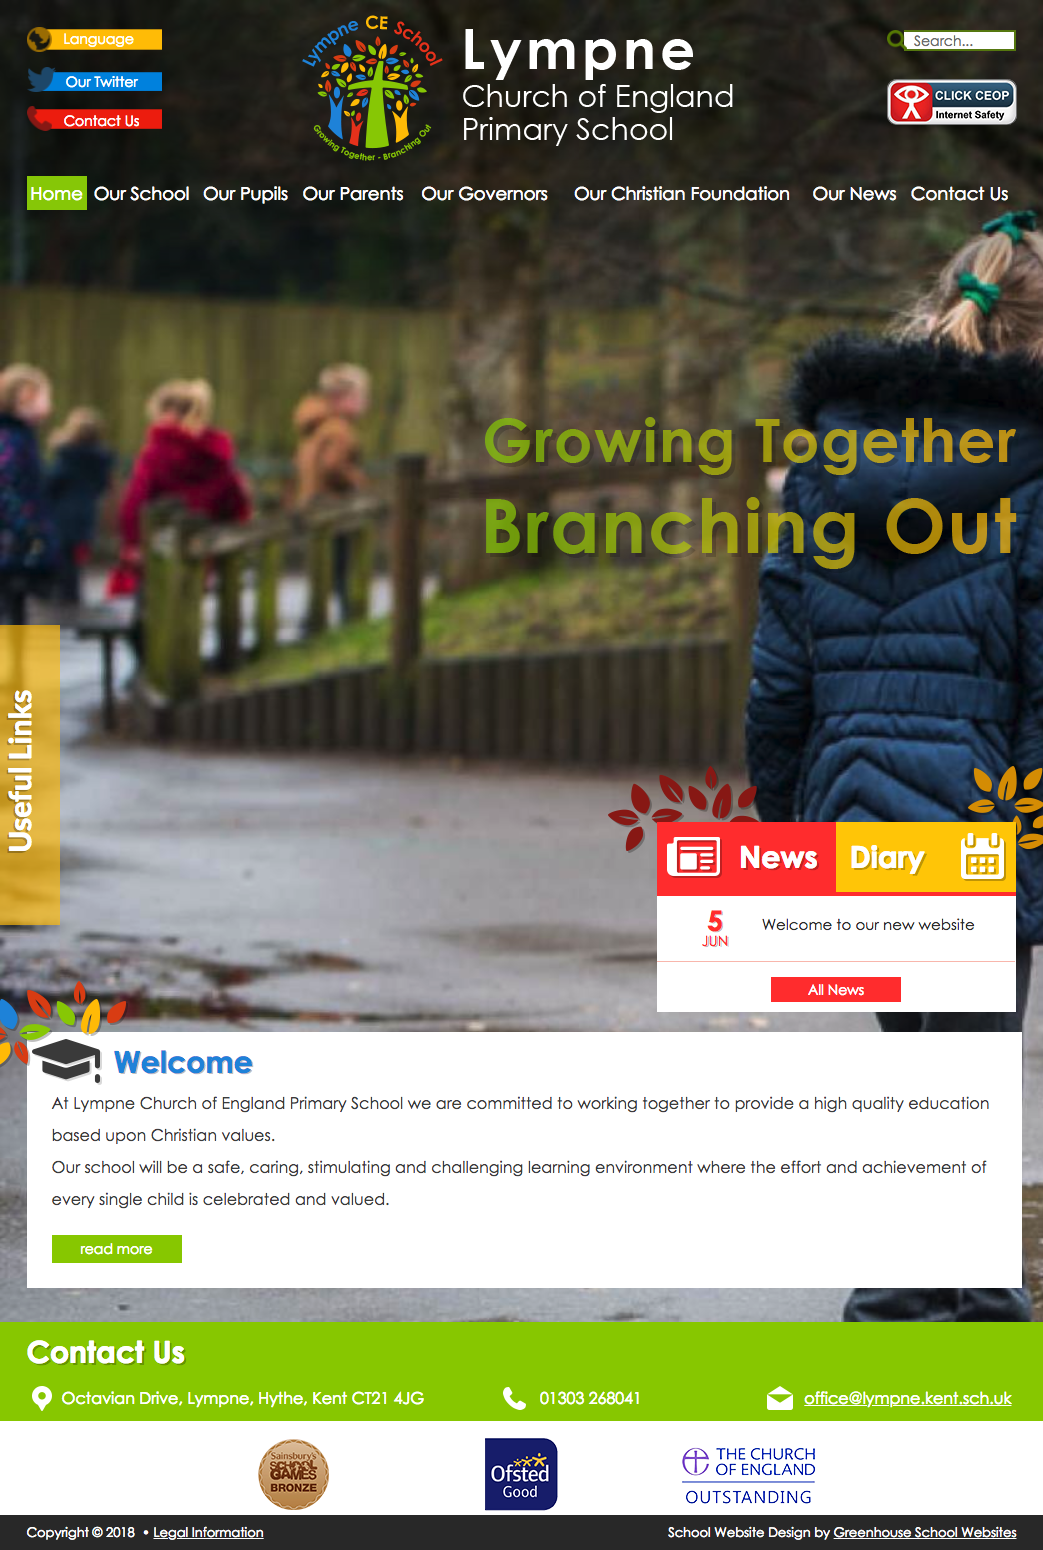 Language
Our Twitter
Contact Us
Lympne CE School
Growing Together - Branching Out
Lympne
Church of England
Primary School
Search...
CLICK CEOP
Internet Safety
Home Our School Our Pupils Our Parents Our Governors Our Christian Foundation Our News Contact Us
Growing Together
Branching Out
Useful Links
News Diary
5
JUN
Welcome to our new website
All News
Welcome
At Lympne Church of England Primary School we are committed to working together to provide a high quality education
based upon Christian values.
Our school will be a safe, caring, stimulating and challenging learning environment where the effort and achievement of
every single child is celebrated and valued.
read more
Contact Us
Octavian Drive, Lympne, Hythe, Kent CT21 4JG 01303 268041 office@lympne.kent.sch.uk
Sainsbury's
SCHOOL
GAMES
BRONZE
Ofsted
Good
THE CHURCH
OF ENGLAND
OUTSTANDING
Copyright © 2018 • Legal Information
School Website Design by Greenhouse School Websites